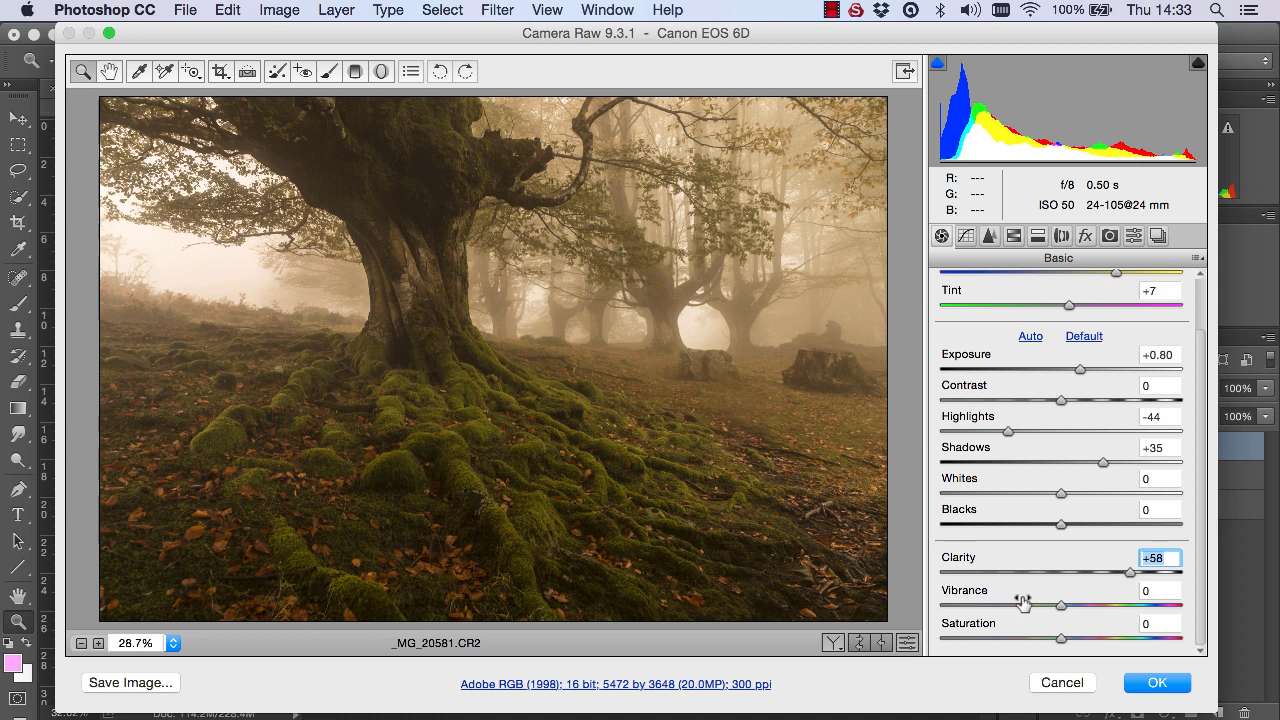 Photoshop CC File Edit Image Layer Type Select Filter View Window Help 100% Thu 14:33
Camera Raw 9.3.1 - Canon EOS 6D
R: ---
G: ---
B: ---
f/8 0.50 s
ISO 50 24-105@24 mm
Basic
Tint +7
Auto Default
Exposure +0.80
Contrast 0
Highlights -44
Shadows +35
Whites 0
Blacks 0
Clarity +58
Vibrance 0
Saturation 0
100%
100%
28.7% _MG_20581.CR2
Save Image... Adobe RGB (1998); 16 bit; 5472 by 3648 (20.0MP); 300 ppi Cancel OK